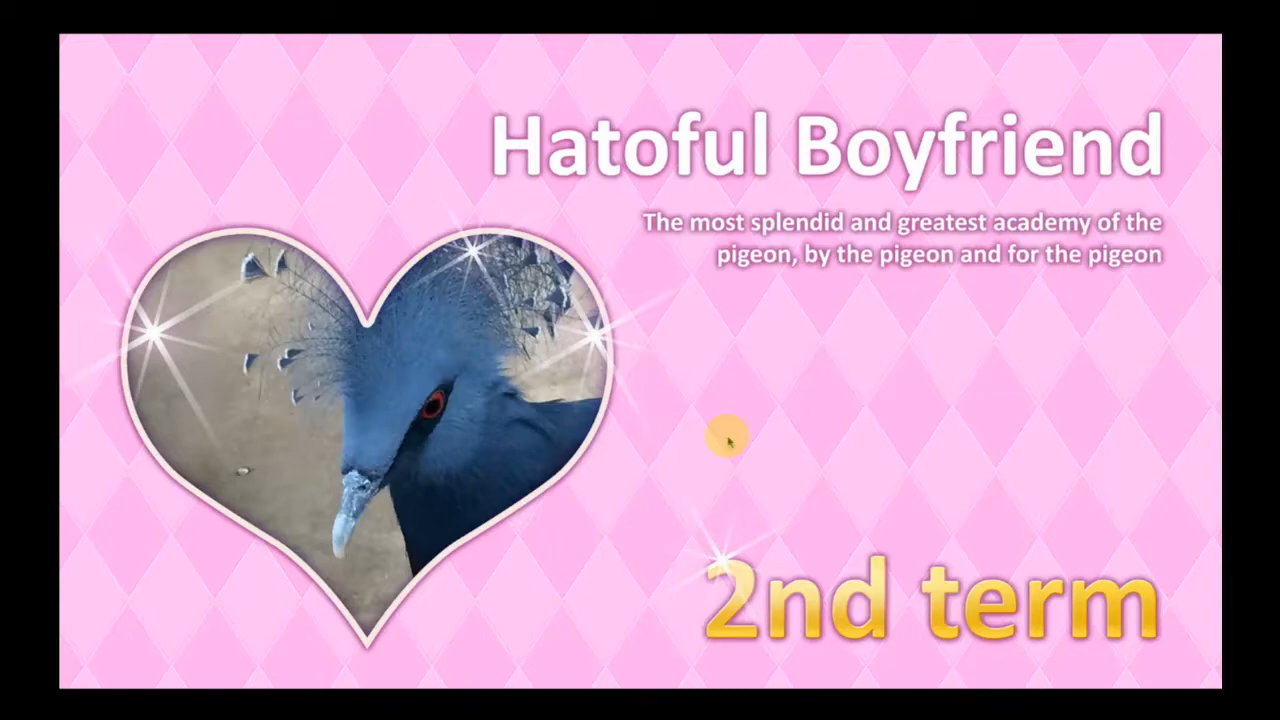 Hatoful Boyfriend
The most splendid and greatest academy of the
pigeon, by the pigeon and for the pigeon
2nd term